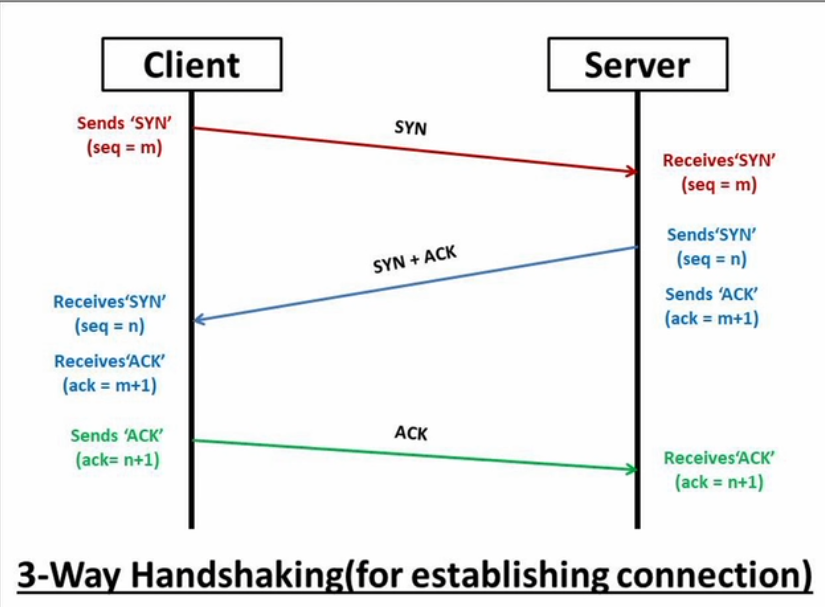 Client
Server
Sends ‘SYN’
(seq = m)
SYN
Receives‘SYN’
(seq = m)
Sends‘SYN’
(seq = n)
SYN + ACK
Sends ‘ACK’
(ack = m+1)
Receives‘SYN’
(seq = n)
Receives‘ACK’
(ack = m+1)
Sends ‘ACK’
(ack= n+1)
ACK
Receives‘ACK’
(ack = n+1)
3-Way Handshaking(for establishing connection)